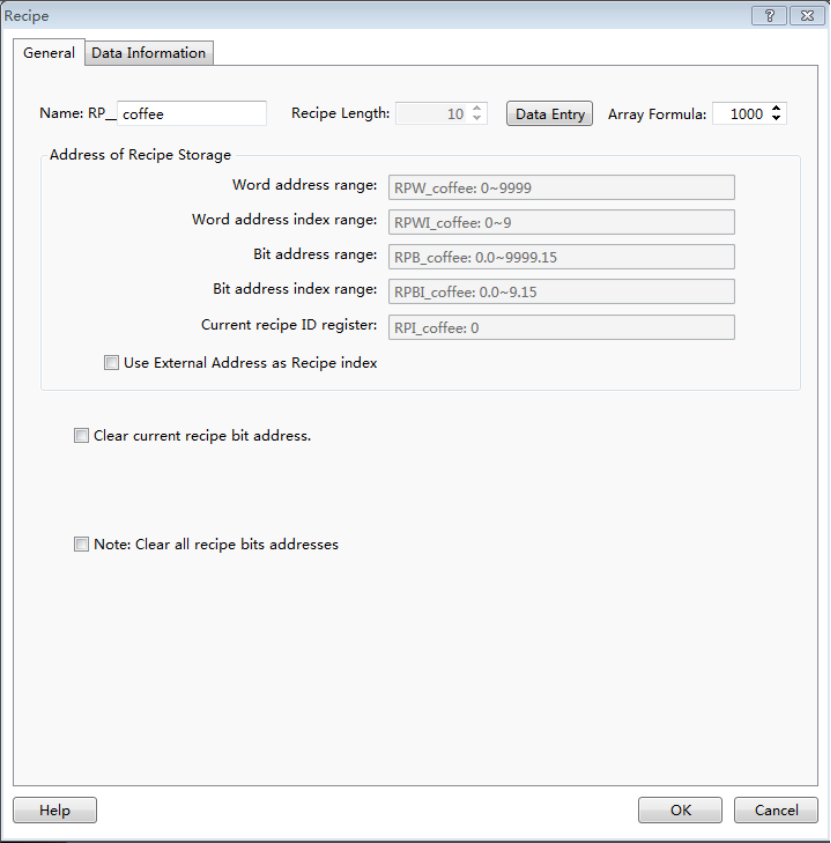 Recipe
General Data Information
Name: RP__ coffee Recipe Length: 10 Data Entry Array Formula: 1000
Address of Recipe Storage
Word address range: RPW_coffee: 0~9999
Word address index range: RPWI_coffee: 0~9
Bit address range: RPB_coffee: 0.0~9999.15
Bit address index range: RPBI_coffee: 0.0~9.15
Current recipe ID register: RPI_coffee: 0
Use External Address as Recipe index
Clear current recipe bit address.
Note: Clear all recipe bits addresses
Help OK Cancel